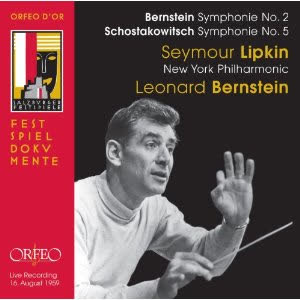 ORFEO D'OR
SALZBURGER
FESTSPIELE
FEST
SPIEL
DOKU
MENTE
Bernstein Symphonie No. 2
Schostakowitsch Symphonie No. 5
Seymour Lipkin
New York Philharmonic
Leonard Bernstein
ORFEO
Live Recording
16. August 1959